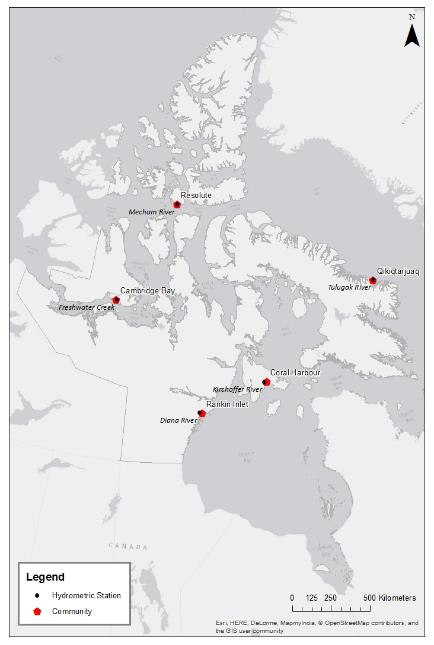 N
Resolute
Mecham River
Qikiqtarjuaq
Tulugak River
Cambridge Bay
Freshwater Creek
Coral Harbour
Kirchoffer River
Rankin Inlet
Diana River
CANADA
Legend
Hydrometric Station
Community
0 125 250 500 Kilometers
Esri, HERE, DeLorme, MapmyIndia, © OpenStreetMap contributors, and
the GIS user community